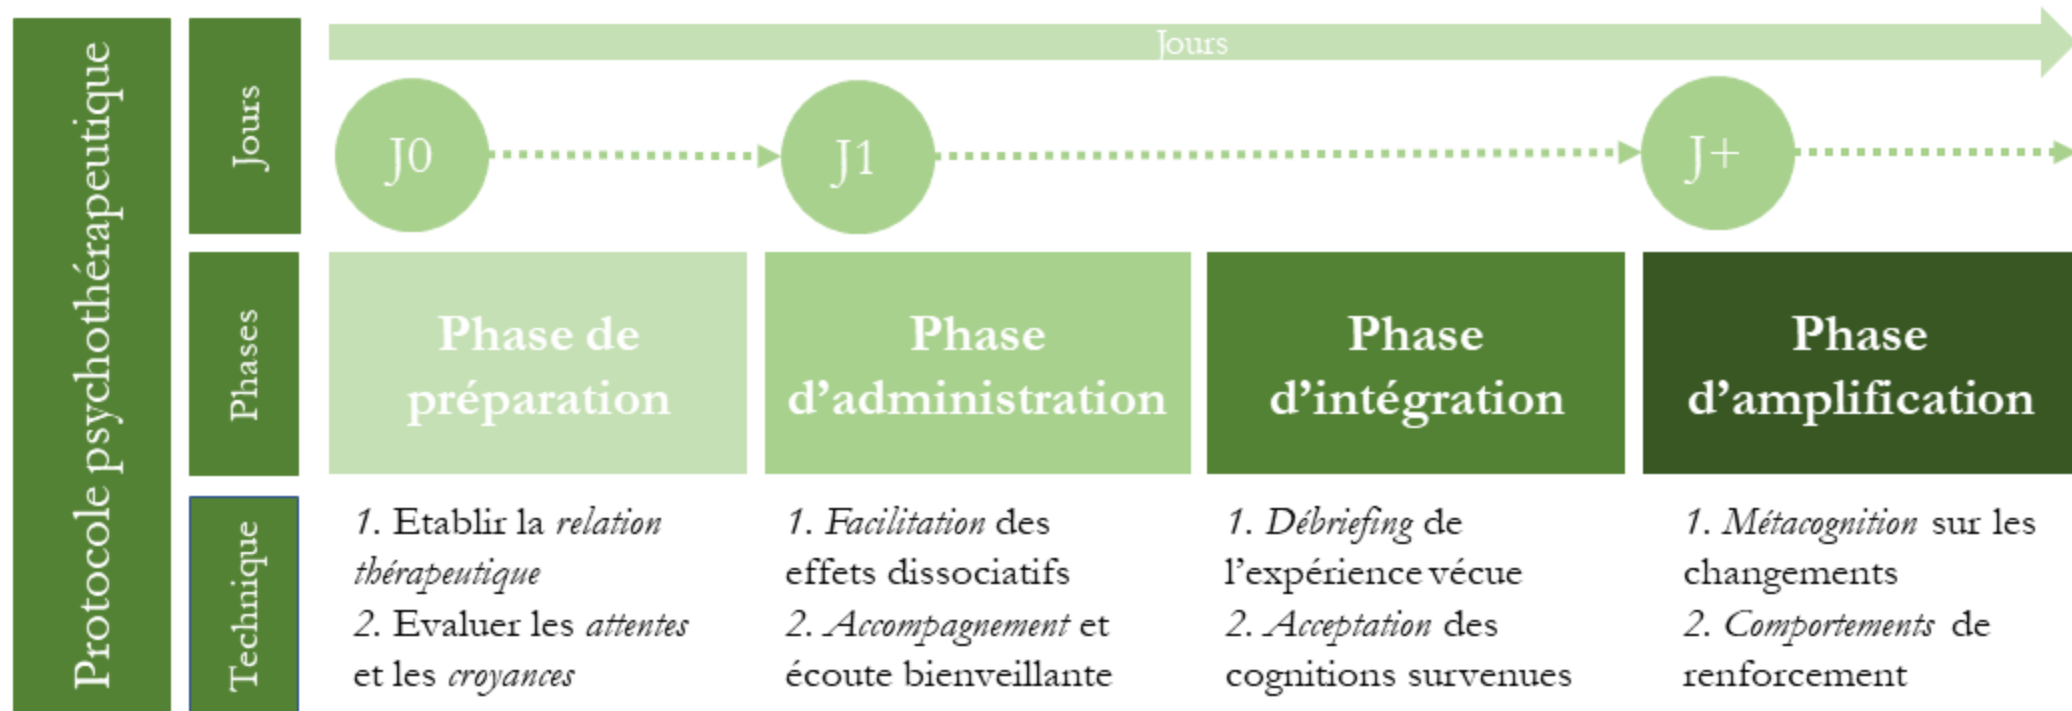 Protocole psychothérapeutique
Jours
Jours
J0
J1
J+
Phases
Phase de
préparation
Phase
d’administration
Phase
d’intégration
Phase
d’amplification
Technique
1. Etablir la relation
thérapeutique
2. Evaluer les attentes
et les croyances
1. Facilitation des
effets dissociatifs
2. Accompagnement et
écoute bienveillante
1. Débriefing de
l’expérience vécue
2. Acceptation des
cognitions survenues
1. Métacognition sur les
changements
2. Comportements de
renforcement